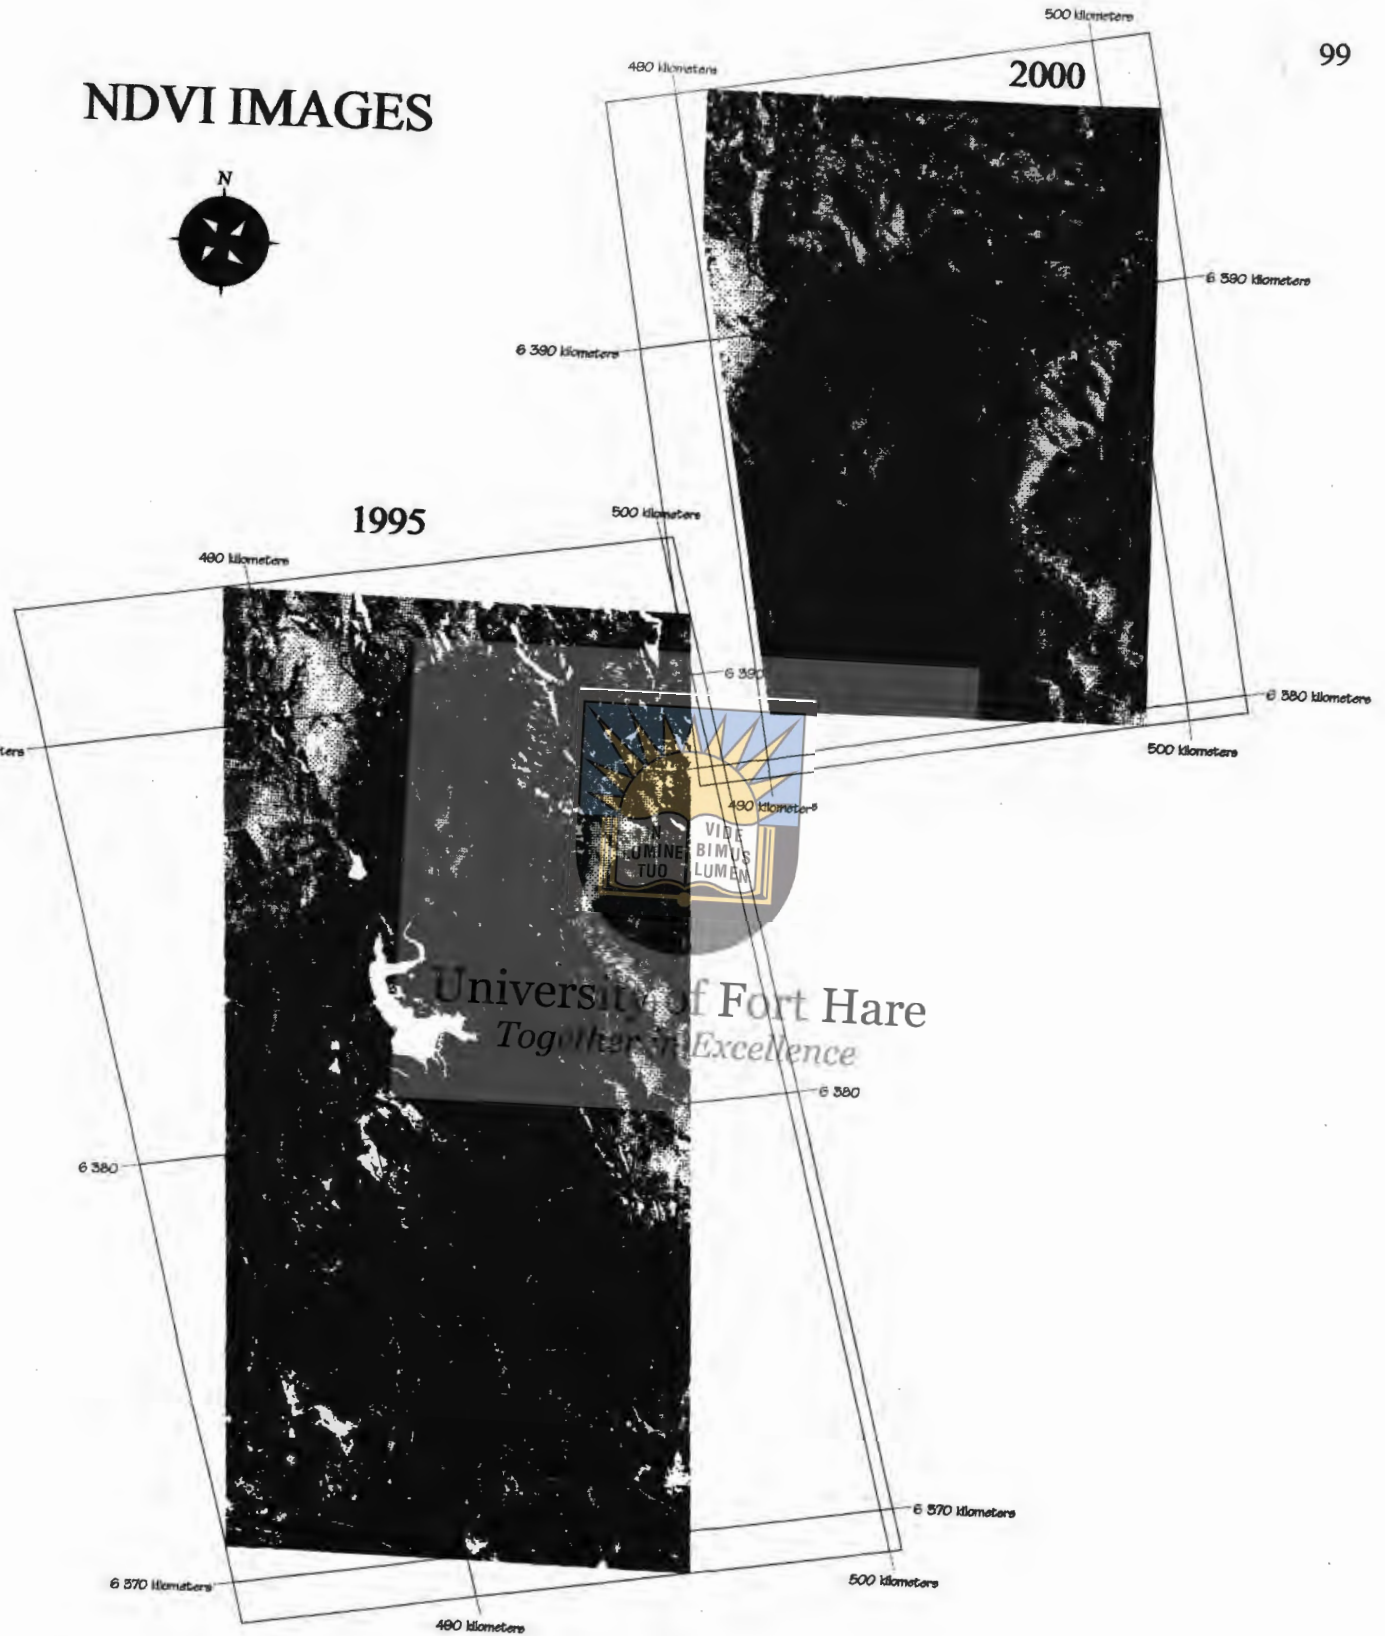 99
NDVI IMAGES
N
2000
500 kilometers
480 kilometers
6 390 kilometers
6 390 kilometers
6 380 kilometers
500 kilometers
490 kilometers
1995
500 kilometers
480 kilometers
6 390
6 380
6 380
6 370 kilometers
6 370 kilometers
490 kilometers
500 kilometers
VIDE
LUMINE BIMUS
TUO LUMEN
University of Fort Hare
Together in Excellence